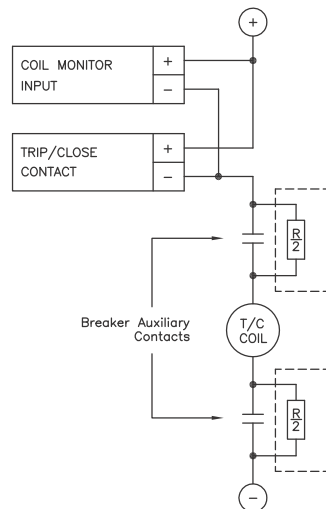 +
COIL MONITOR
INPUT
+
−
TRIP/CLOSE
CONTACT
+
−
R
2
Breaker Auxiliary
Contacts
T/C
COIL
R
2
−